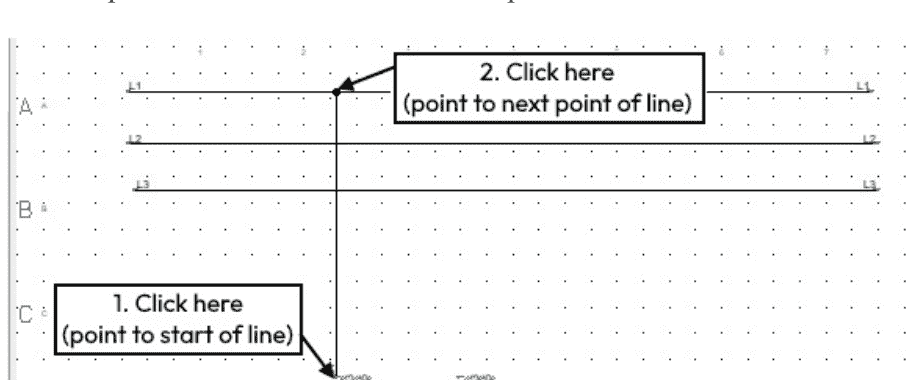 2. Click here
(point to next point of line)
L1 L1
A
L2 L2
L3 L3
B
1. Click here
(point to start of line)
C